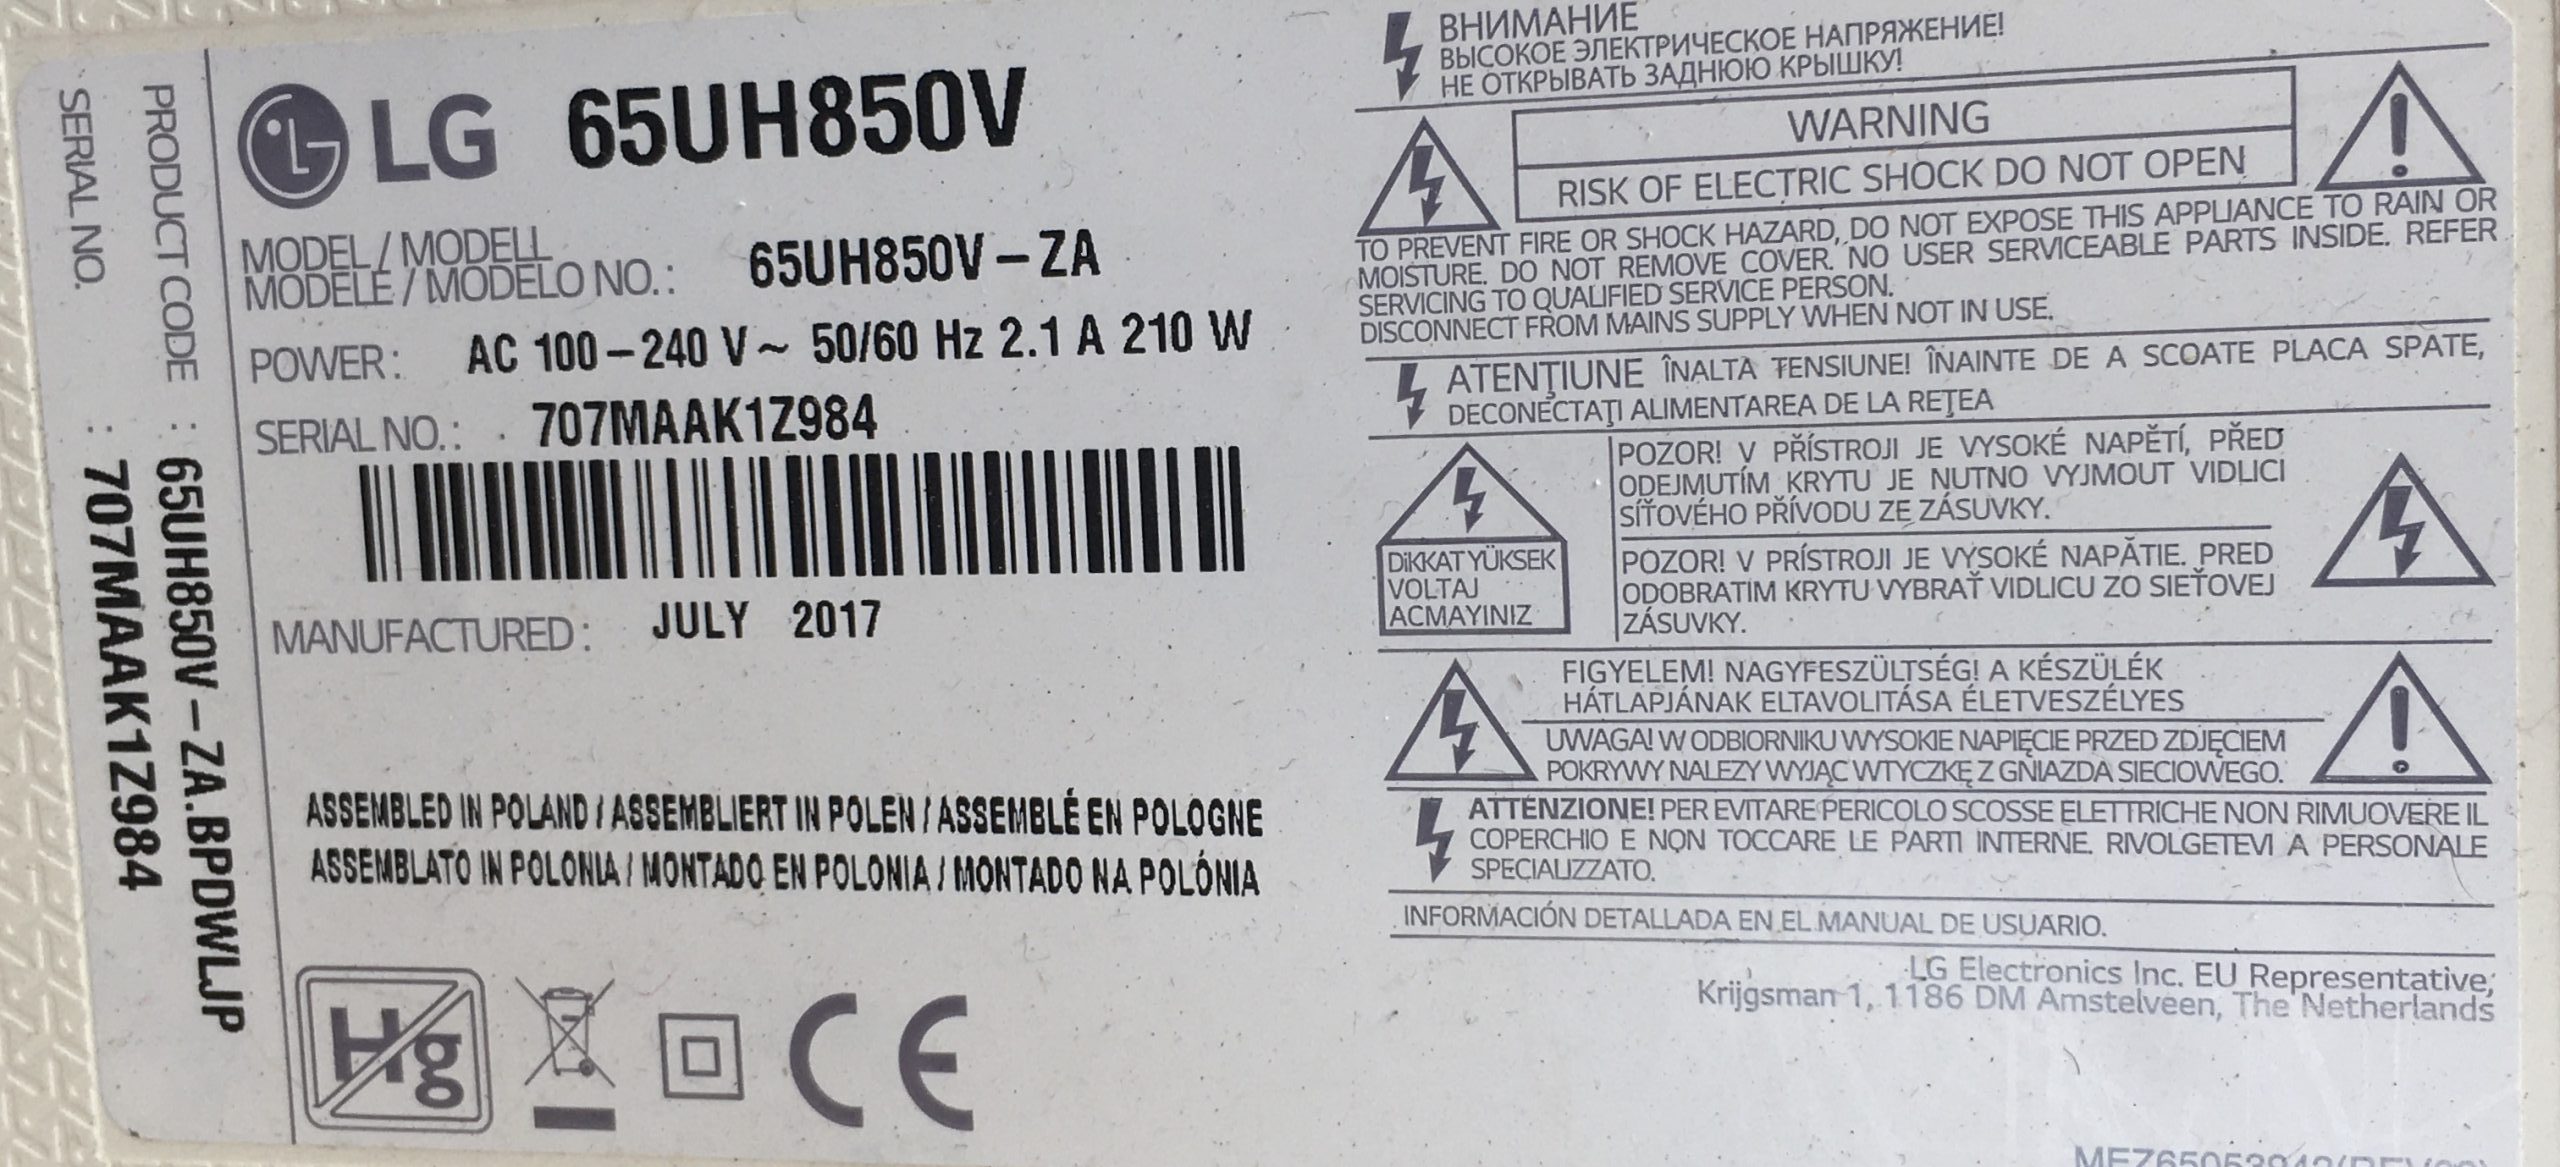 SERIAL NO. : 707MAAK1Z984
PRODUCT CODE : 65UH850V-ZA.BPDWLJP
LG 65UH850V
MODEL / MODELL
MODÈLE / MODELO NO. : 65UH850V-ZA
POWER : AC 100-240 V~ 50/60 Hz 2.1 A 210 W
SERIAL NO. : 707MAAK1Z984
MANUFACTURED : JULY 2017
ASSEMBLED IN POLAND / ASSEMBLIERT IN POLEN / ASSEMBLÉ EN POLOGNE
ASSEMBLATO IN POLONIA / MONTADO EN POLONIA / MONTADO NA POLÓNIA
Hg
CE
ВНИМАНИЕ
ВЫСОКОЕ ЭЛЕКТРИЧЕСКОЕ НАПРЯЖЕНИЕ!
НЕ ОТКРЫВАТЬ ЗАДНЮЮ КРЫШКУ!
WARNING
RISK OF ELECTRIC SHOCK DO NOT OPEN
TO PREVENT FIRE OR SHOCK HAZARD, DO NOT EXPOSE THIS APPLIANCE TO RAIN OR
MOISTURE. DO NOT REMOVE COVER. NO USER SERVICEABLE PARTS INSIDE. REFER
SERVICING TO QUALIFIED SERVICE PERSON.
DISCONNECT FROM MAINS SUPPLY WHEN NOT IN USE.
ATENŢIUNE ÎNALTA TENSIUNE! ÎNAINTE DE A SCOATE PLACA SPATE,
DECONECTAŢI ALIMENTAREA DE LA REŢEA
DiKKAT YÜKSEK
VOLTAJ
ACMAYINIZ
POZOR! V PŘÍSTROJI JE VYSOKÉ NAPĚTÍ, PŘED
ODEJMUTÍM KRYTU JE NUTNO VYJMOUT VIDLICI
SÍŤOVÉHO PŘÍVODU ZE ZÁSUVKY.
POZOR! V PRÍSTROJI JE VYSOKÉ NAPÄTIE. PRED
ODOBRATIM KRYTU VYBRAŤ VIDLICU ZO SIEŤOVEJ
ZÁSUVKY.
FIGYELEM! NAGYFESZÜLTSÉG! A KÉSZÜLÉK
HÁTLAPJÁNAK ELTAVOLITÁSA ÉLETVESZÉLYES
UWAGA! W ODBIORNIKU WYSOKIE NAPIĘCIE PRZED ZDJĘCIEM
POKRYWY NALEZY WYJĄC WTYCZKĘ Z GNIAZDA SIECIOWEGO.
ATTENZIONE! PER EVITARE PERICOLO SCOSSE ELETTRICHE NON RIMUOVERE IL
COPERCHIO E NON TOCCARE LE PARTI INTERNE. RIVOLGETEVI A PERSONALE
SPECIALIZZATO.
INFORMACIÓN DETALLADA EN EL MANUAL DE USUARIO.
LG Electronics Inc. EU Representative;
Krijgsman 1, 1186 DM Amstelveen, The Netherlands